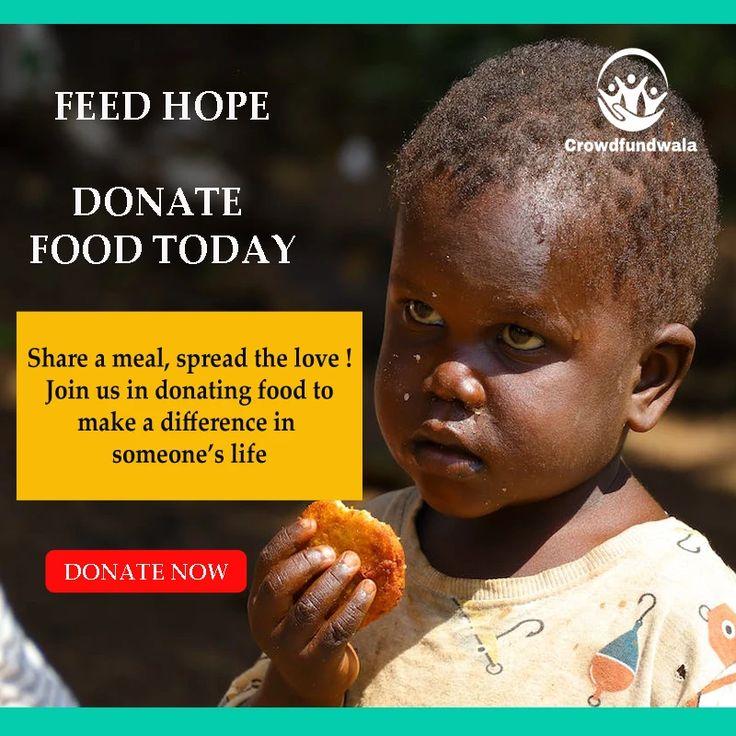 FEED HOPE
Crowdfundwala
DONATE
FOOD TODAY
Share a meal, spread the love !
Join us in donating food to
make a difference in
someone's life
DONATE NOW